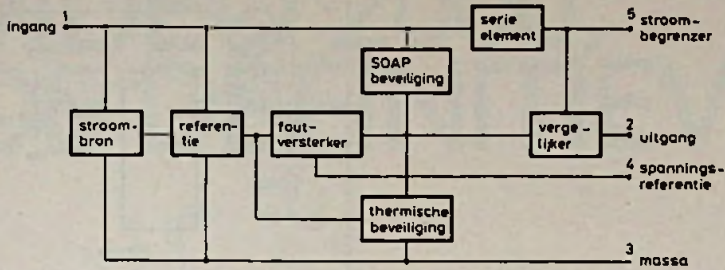 ingang 1
serie
element
5 stroom-
begrenzer
SOAP
beveiliging
stroom-
bron
referen-
tie
fout-
versterker
verge-
lijker
2 uitgang
4 spannings-
referentie
thermische
beveiliging
3 massa